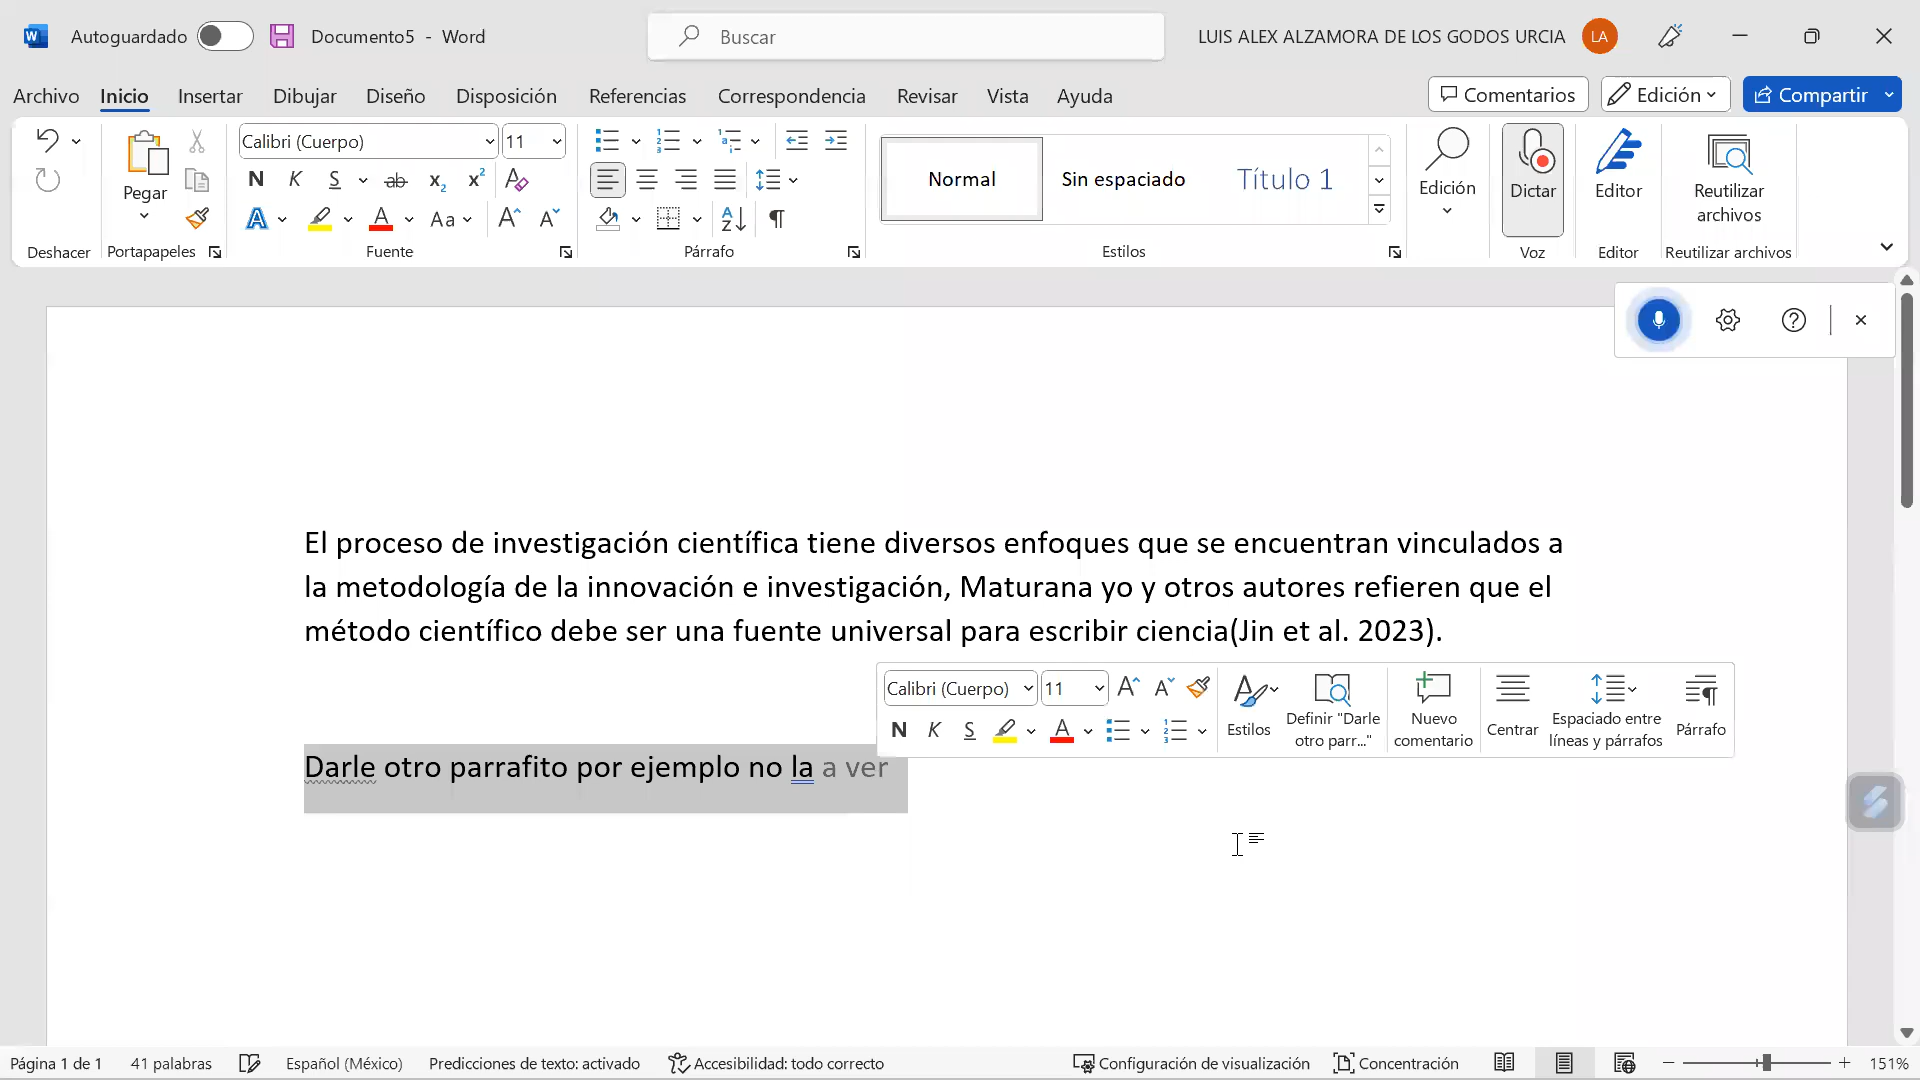 Autoguardado
Documento5 - Word
Buscar
LUIS ALEX ALZAMORA DE LOS GODOS URCIA
LA
Archivo Inicio Insertar Dibujar Diseño Disposición Referencias Correspondencia Revisar Vista Ayuda
Comentarios
Edición
Compartir
Calibri (Cuerpo) 11
Pegar
N K S ab x₂ x²
A A Aa A A
Normal
Sin espaciado
Título 1
Edición
Dictar
Editor
Reutilizar
archivos
Deshacer
Portapapeles
Fuente
Párrafo
Estilos
Voz
Editor
Reutilizar archivos
El proceso de investigación científica tiene diversos enfoques que se encuentran vinculados a
la metodología de la innovación e investigación, Maturana yo y otros autores refieren que el
método científico debe ser una fuente universal para escribir ciencia(Jin et al. 2023).
Calibri (Cuerpo) 11 A A
N K S A
Estilos
Definir "Darle
otro parr..."
Nuevo
comentario
Centrar
Espaciado entre
líneas y párrafos
Párrafo
Darle otro parrafito por ejemplo no la a ver
Página 1 de 1
41 palabras
Español (México)
Predicciones de texto: activado
Accesibilidad: todo correcto
Configuración de visualización
Concentración
151%